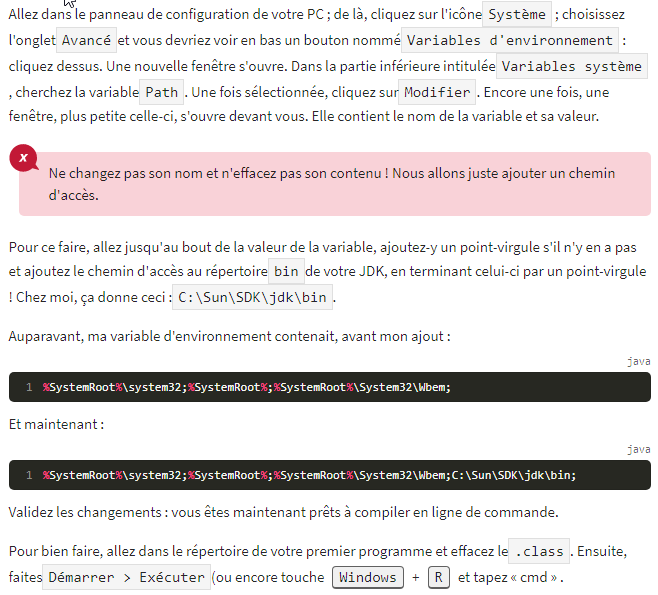 Allez dans le panneau de configuration de votre PC ; de là, cliquez sur l'icône Système ; choisissez
l'onglet Avancé et vous devriez voir en bas un bouton nommé Variables d'environnement :
cliquez dessus. Une nouvelle fenêtre s'ouvre. Dans la partie inférieure intitulée Variables système
, cherchez la variable Path . Une fois sélectionnée, cliquez sur Modifier . Encore une fois, une
fenêtre, plus petite celle-ci, s'ouvre devant vous. Elle contient le nom de la variable et sa valeur.
x
Ne changez pas son nom et n'effacez pas son contenu ! Nous allons juste ajouter un chemin
d'accès.
Pour ce faire, allez jusqu'au bout de la valeur de la variable, ajoutez-y un point-virgule s'il n'y en a pas
et ajoutez le chemin d'accès au répertoire bin de votre JDK, en terminant celui-ci par un point-virgule
! Chez moi, ça donne ceci : C:\Sun\SDK\jdk\bin .
Auparavant, ma variable d'environnement contenait, avant mon ajout :
java
1 %SystemRoot%\system32;%SystemRoot%;%SystemRoot%\System32\Wbem;
Et maintenant :
java
1 %SystemRoot%\system32;%SystemRoot%;%SystemRoot%\System32\Wbem;C:\Sun\SDK\jdk\bin;
Validez les changements : vous êtes maintenant prêts à compiler en ligne de commande.
Pour bien faire, allez dans le répertoire de votre premier programme et effacez le .class . Ensuite,
faites Démarrer > Exécuter (ou encore touche Windows + R et tapez « cmd » .